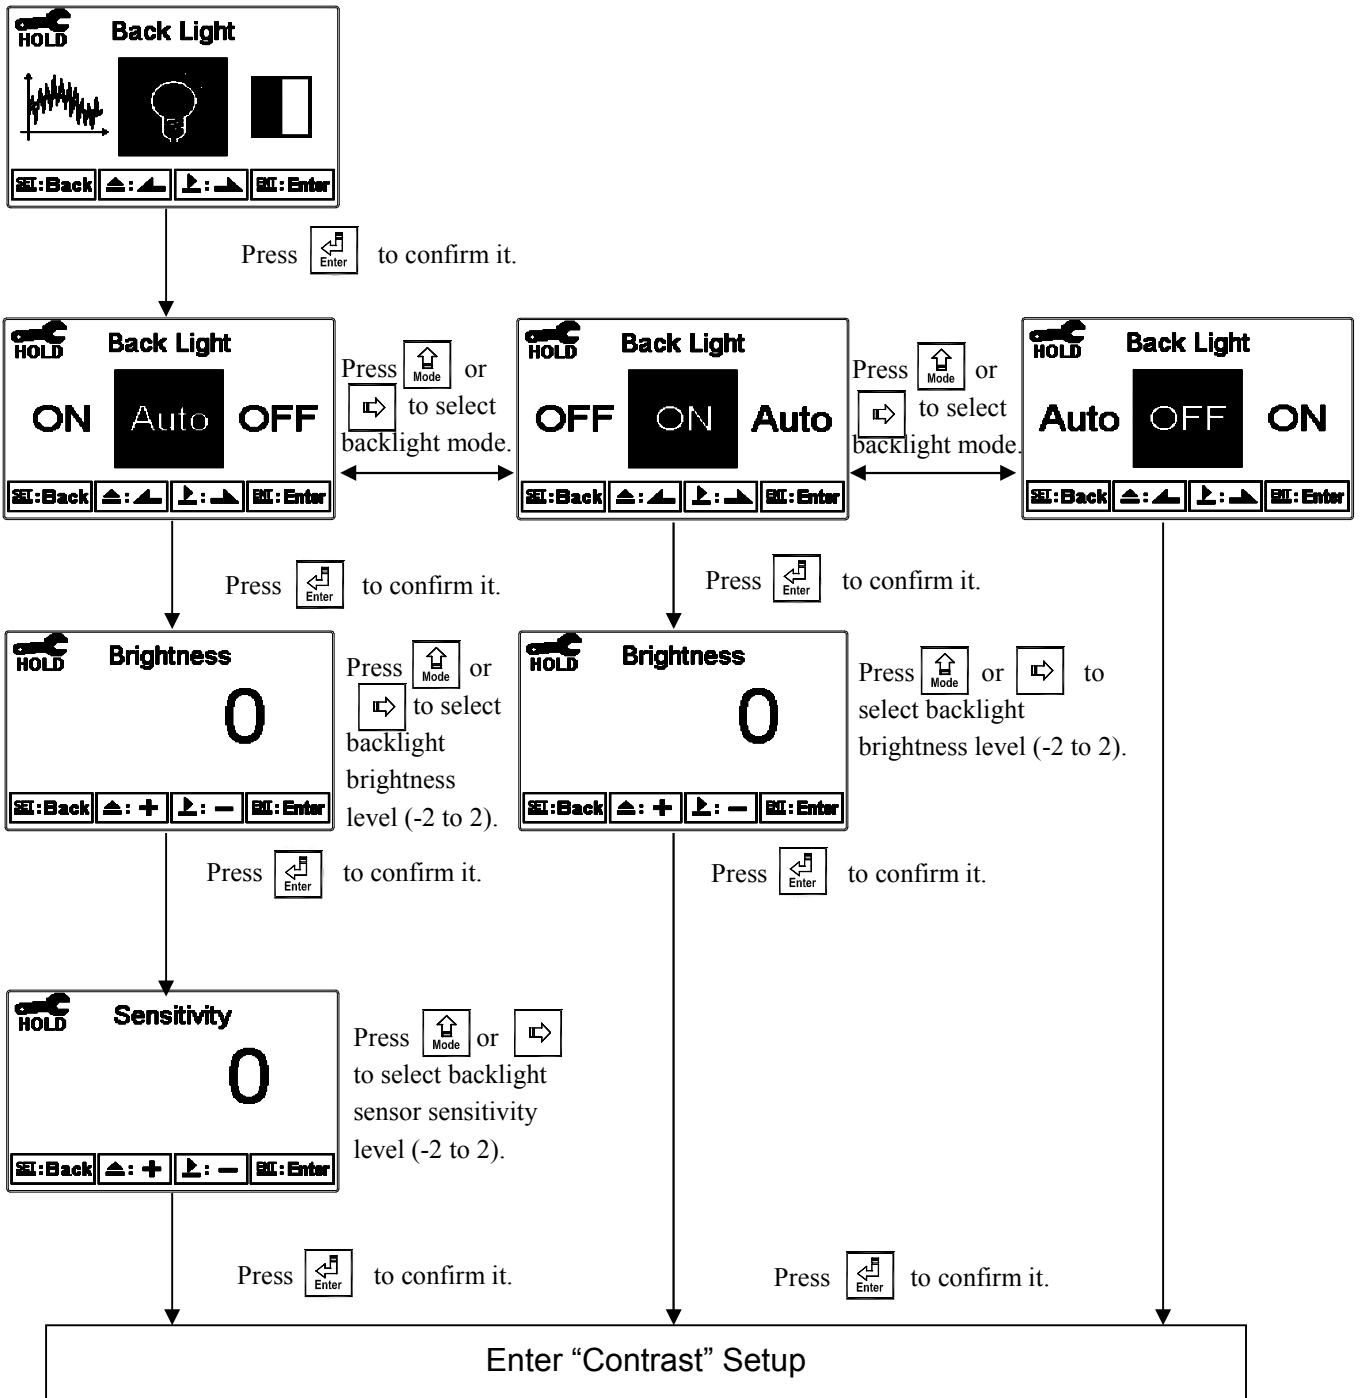 HOLD Back Light
SET:Back : : ENT:Enter
Press Enter to confirm it.
HOLD Back Light
ON Auto OFF
SET:Back : : ENT:Enter
Press Mode or
to select
backlight mode.
HOLD Back Light
OFF ON Auto
SET:Back : : ENT:Enter
Press Mode or
to select
backlight mode.
HOLD Back Light
Auto OFF ON
SET:Back : : ENT:Enter
Press Enter to confirm it.
Press Enter to confirm it.
HOLD Brightness
0
SET:Back : + : - ENT:Enter
Press Mode or
to select
backlight
brightness
level (-2 to 2).
HOLD Brightness
0
SET:Back : + : - ENT:Enter
Press Mode or to
select backlight
brightness level (-2 to 2).
Press Enter to confirm it.
Press Enter to confirm it.
HOLD Sensitivity
0
SET:Back : + : - ENT:Enter
Press Mode or
to select backlight
sensor sensitivity
level (-2 to 2).
Press Enter to confirm it.
Press Enter to confirm it.
Enter “Contrast” Setup